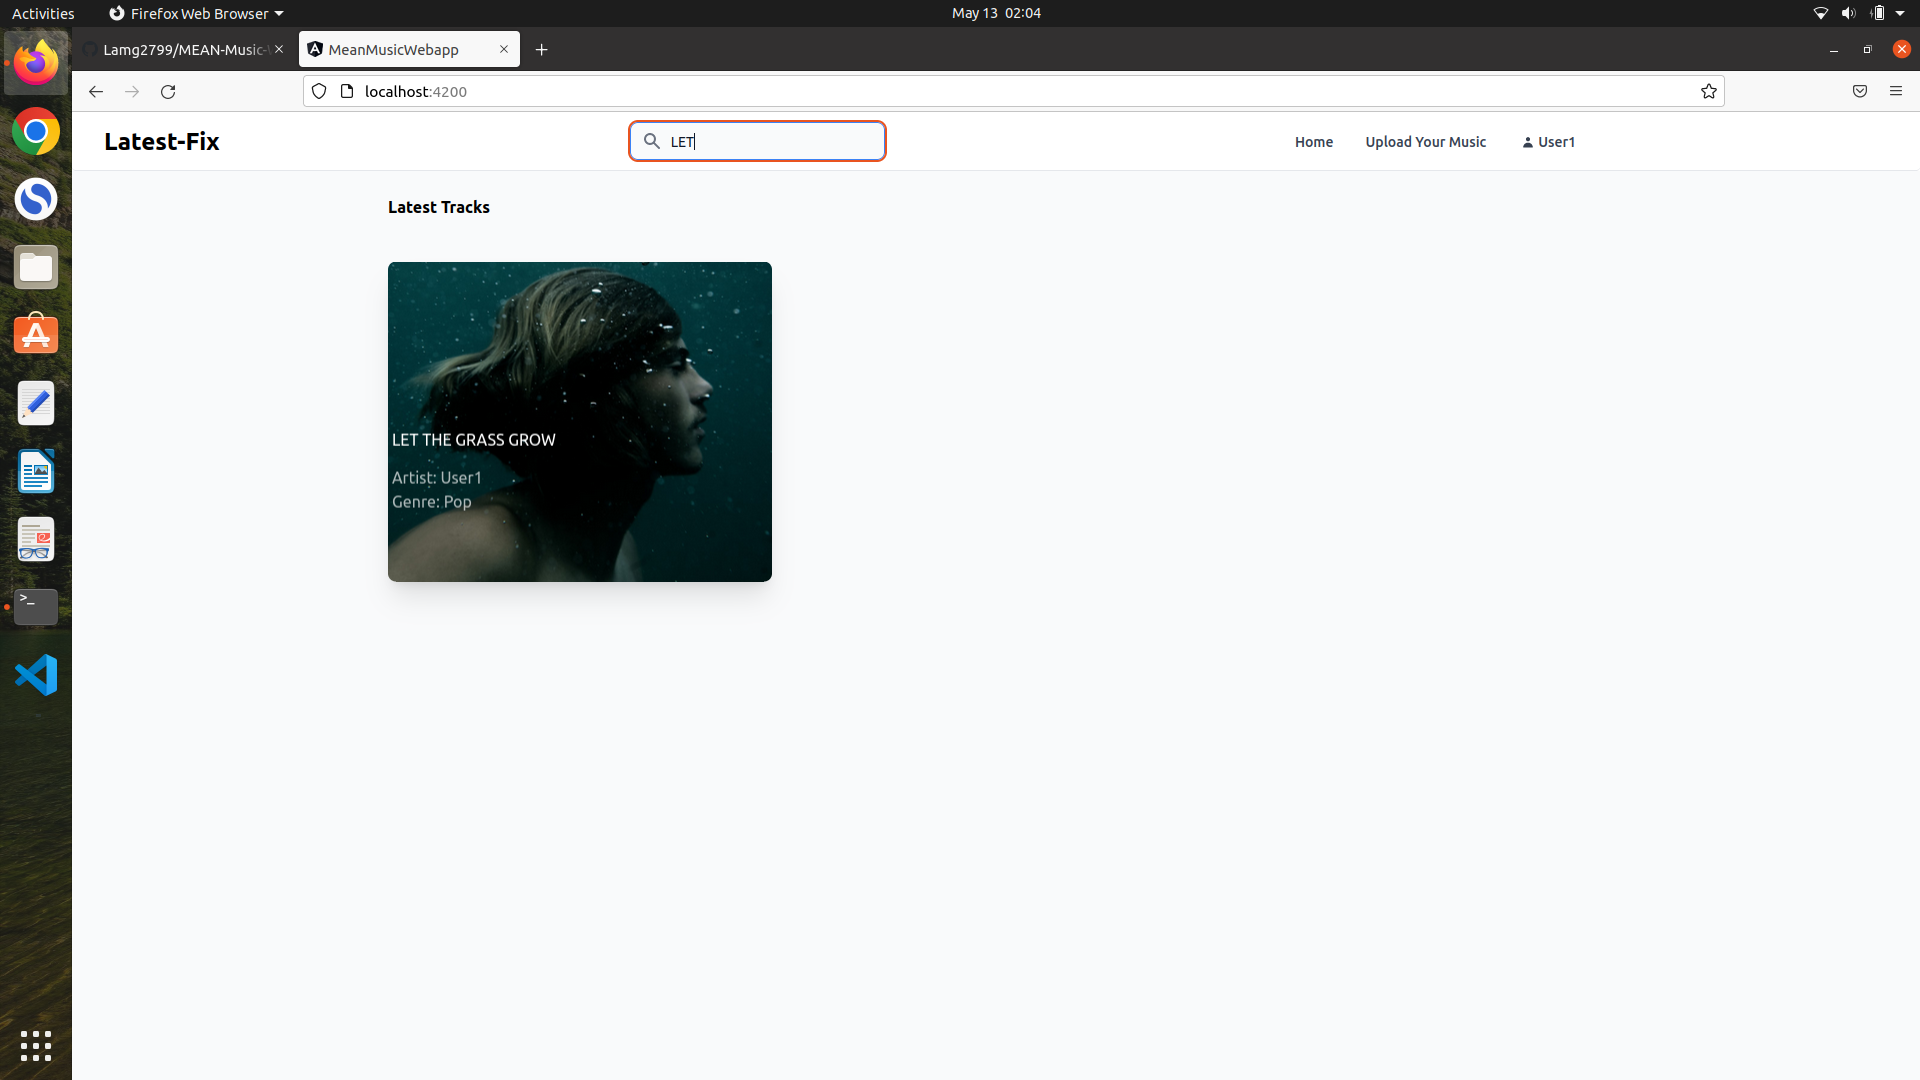 Activities
Firefox Web Browser
May 13 02:04
Lamg2799/MEAN-Music-
MeanMusicWebapp
localhost:4200
Latest-Fix
LET
Home
Upload Your Music
User1
Latest Tracks
LET THE GRASS GROW
Artist: User1
Genre: Pop